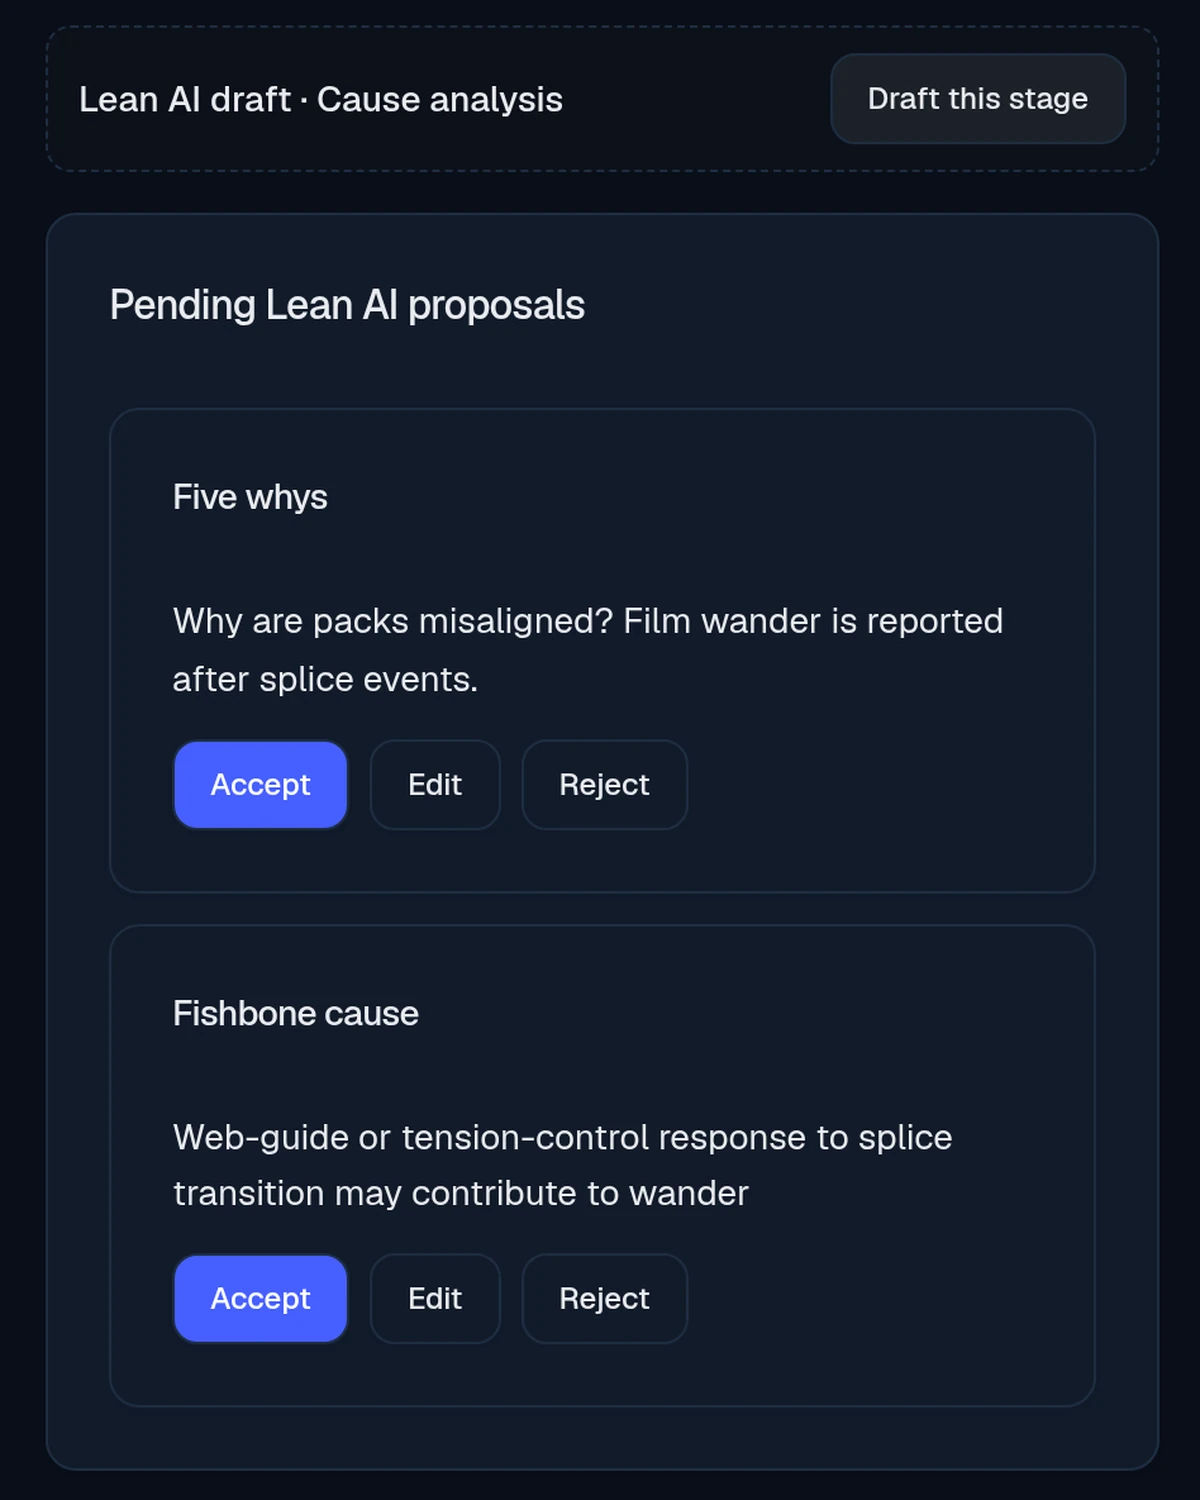 Lean AI draft · Cause analysis
Draft this stage
Pending Lean AI proposals
Five whys
Why are packs misaligned? Film wander is reported
after splice events.
Accept
Edit
Reject
Fishbone cause
Web-guide or tension-control response to splice
transition may contribute to wander
Accept
Edit
Reject